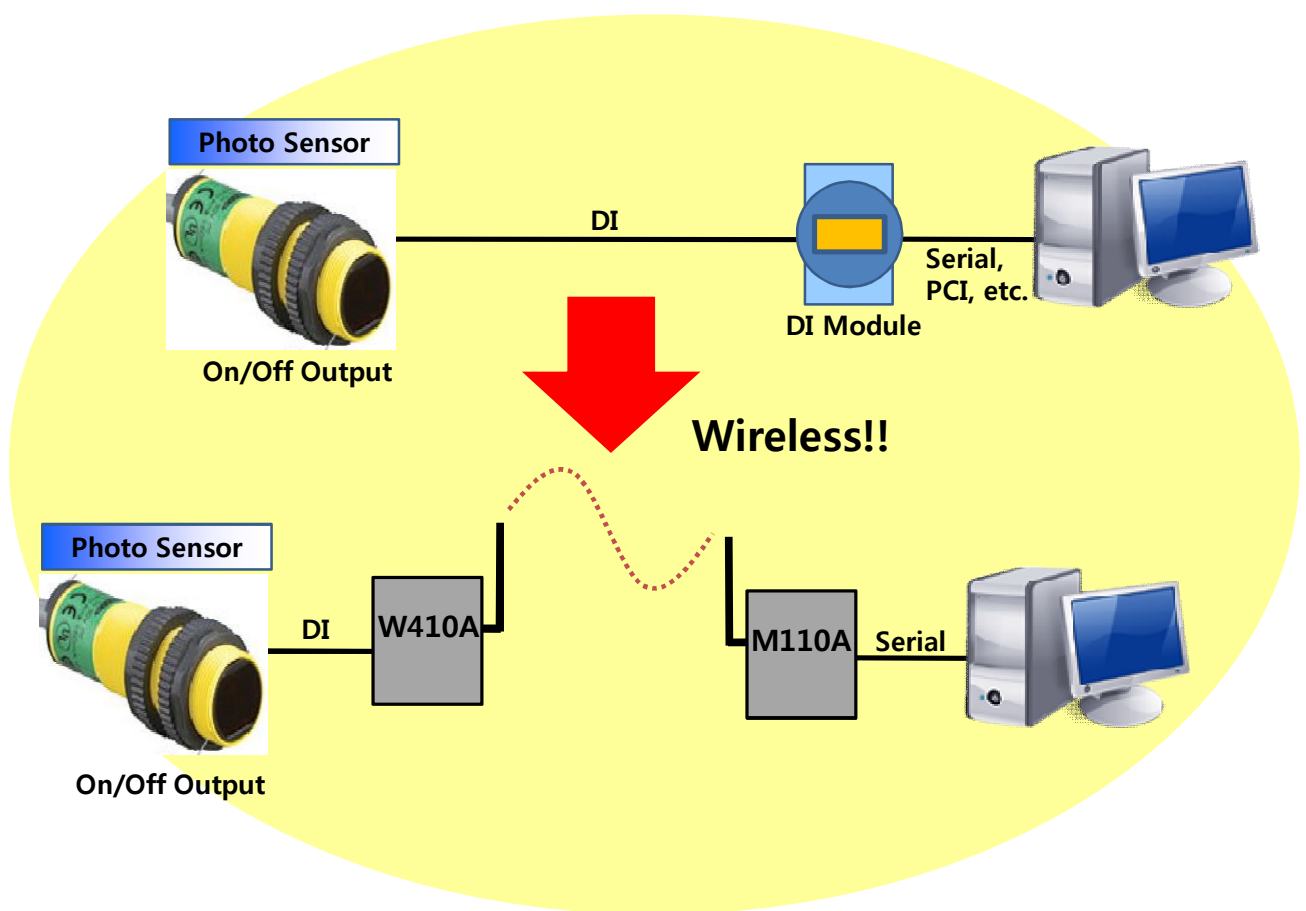 Photo Sensor
DI
Serial,
PCI, etc.
DI Module
On/Off Output
Wireless!!
Photo Sensor
DI
W410A
M110A
Serial
On/Off Output